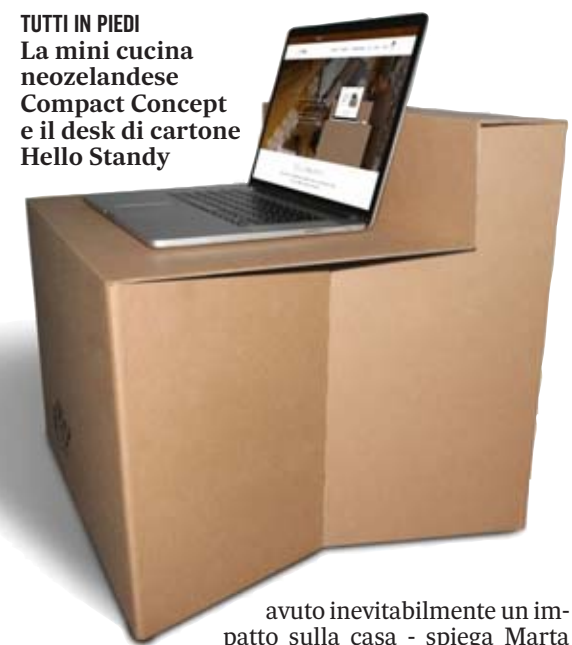 TUTTI IN PIEDI
La mini cucina
neozelandese
Compact Concept
e il desk di cartone
Hello Standy
avuto inevitabilmente un im-
patto sulla casa - spiega Marta